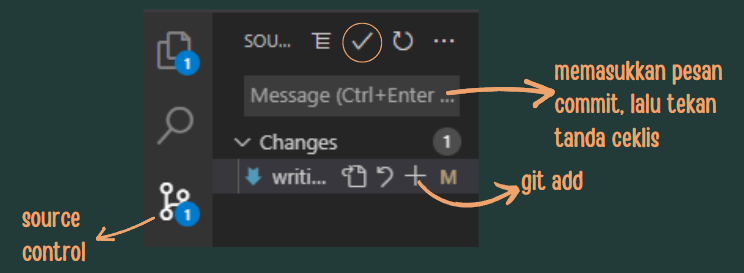 SOU...
1
Message (Ctrl+Enter ...
memasukkan pesan
commit, lalu tekan
tanda ceklis
Changes 1
writi... M
git add
1
source
control